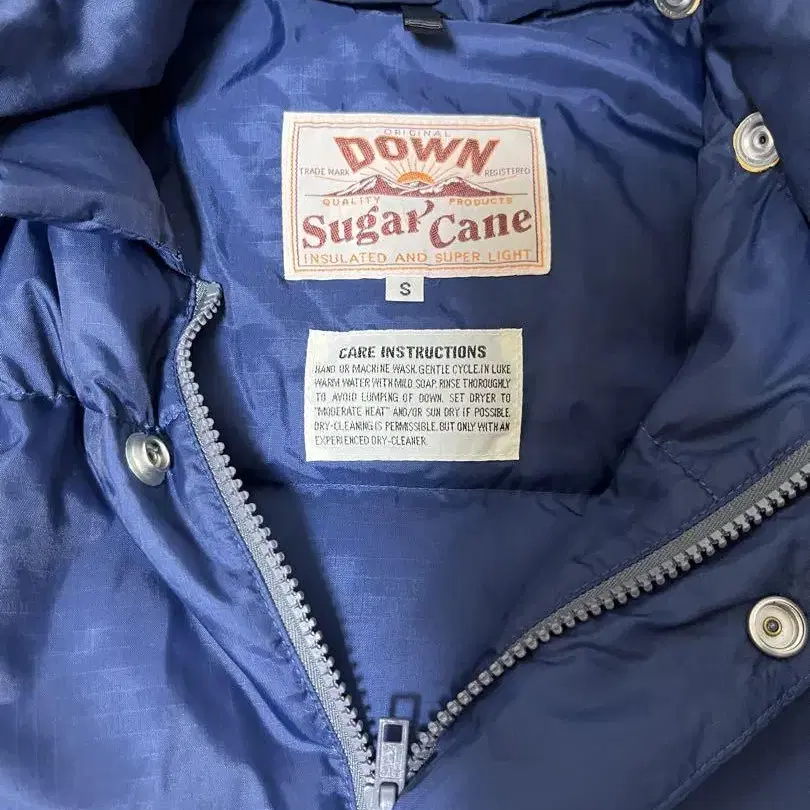 ORIGINAL
DOWN
TRADE MARK REGISTERED
QUALITY PRODUCTS
Sugar Cane
INSULATED AND SUPER LIGHT
S
CARE INSTRUCTIONS
HAND OR MACHINE WASK, GENTLE CYCLE, IN LUKE
WARM WATER WITH MILD SOAP. RINSE THOROUGHLY
TO AVOID LUMPING OF DOWN. SET DRYER TO
"MODERATE HEAT" AND/OR SUN DRY IF POSSIBLE.
DRY-CLEANING IS PERMISSIBLE, BUT ONLY WITH AN
EXPERIENCED DRY-CLEANER.